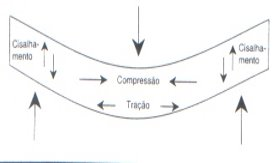 Cisalha-
mento
Cisalha-
mento
Compressão
Tração